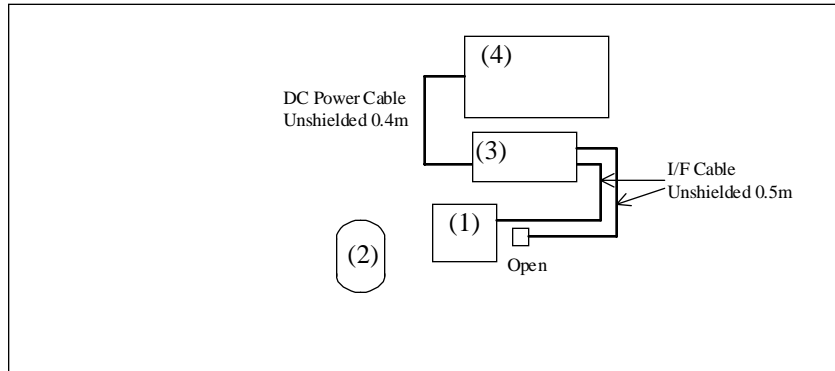 (4)
DC Power Cable
Unshielded 0.4m
(3)
I/F Cable
Unshielded 0.5m
(1)
(2)
Open